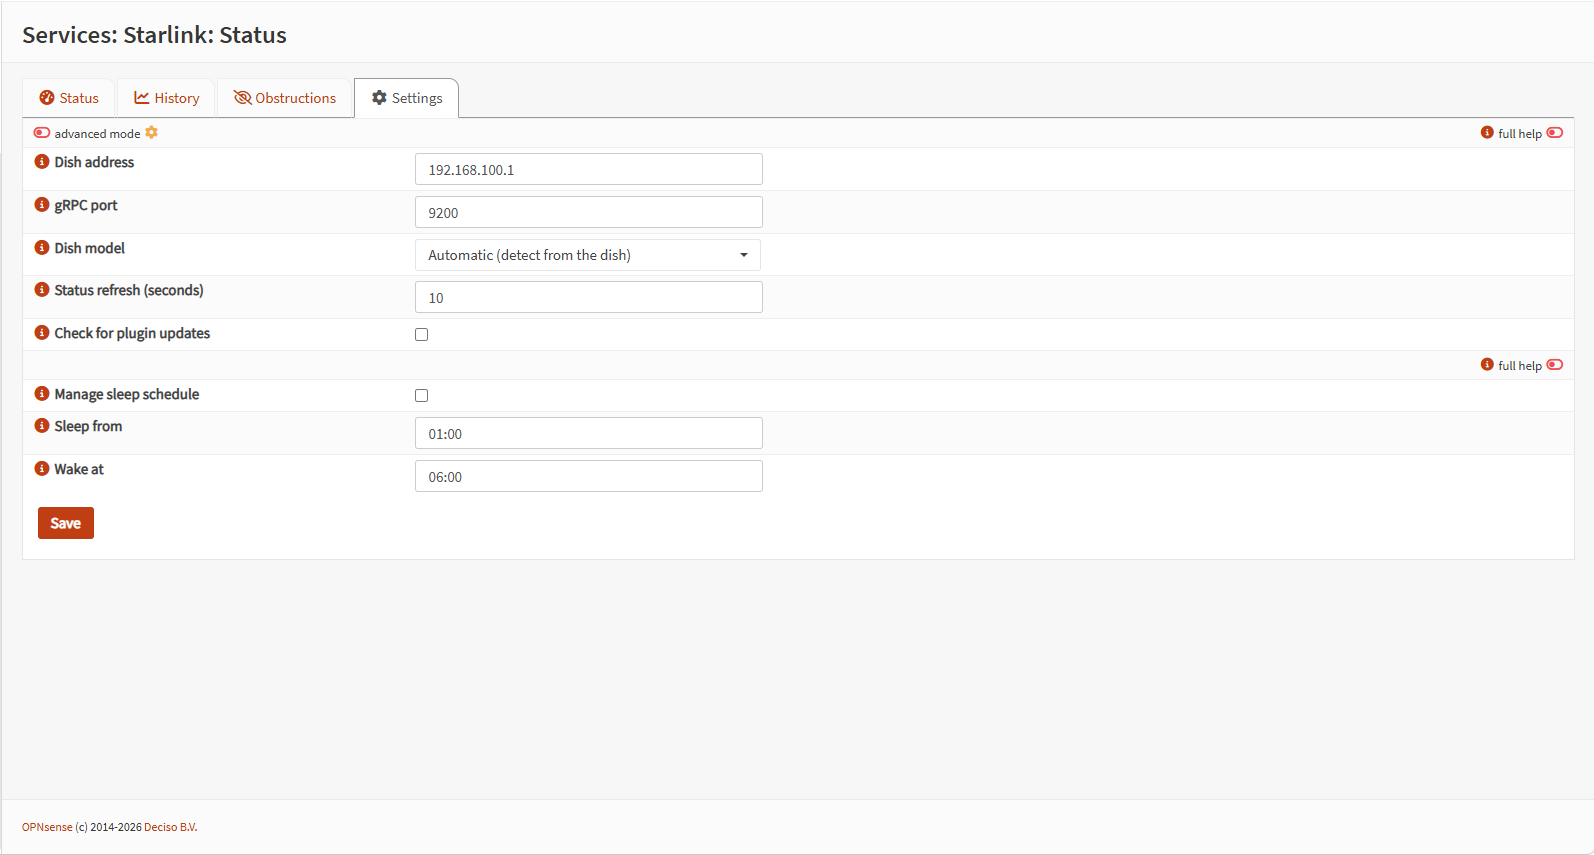 Services: Starlink: Status
Status
History
Obstructions
Settings
advanced mode
full help
Dish address
192.168.100.1
gRPC port
9200
Dish model
Automatic (detect from the dish)
Status refresh (seconds)
10
Check for plugin updates
full help
Manage sleep schedule
Sleep from
01:00
Wake at
06:00
Save
OPNsense (c) 2014-2026 Deciso B.V.